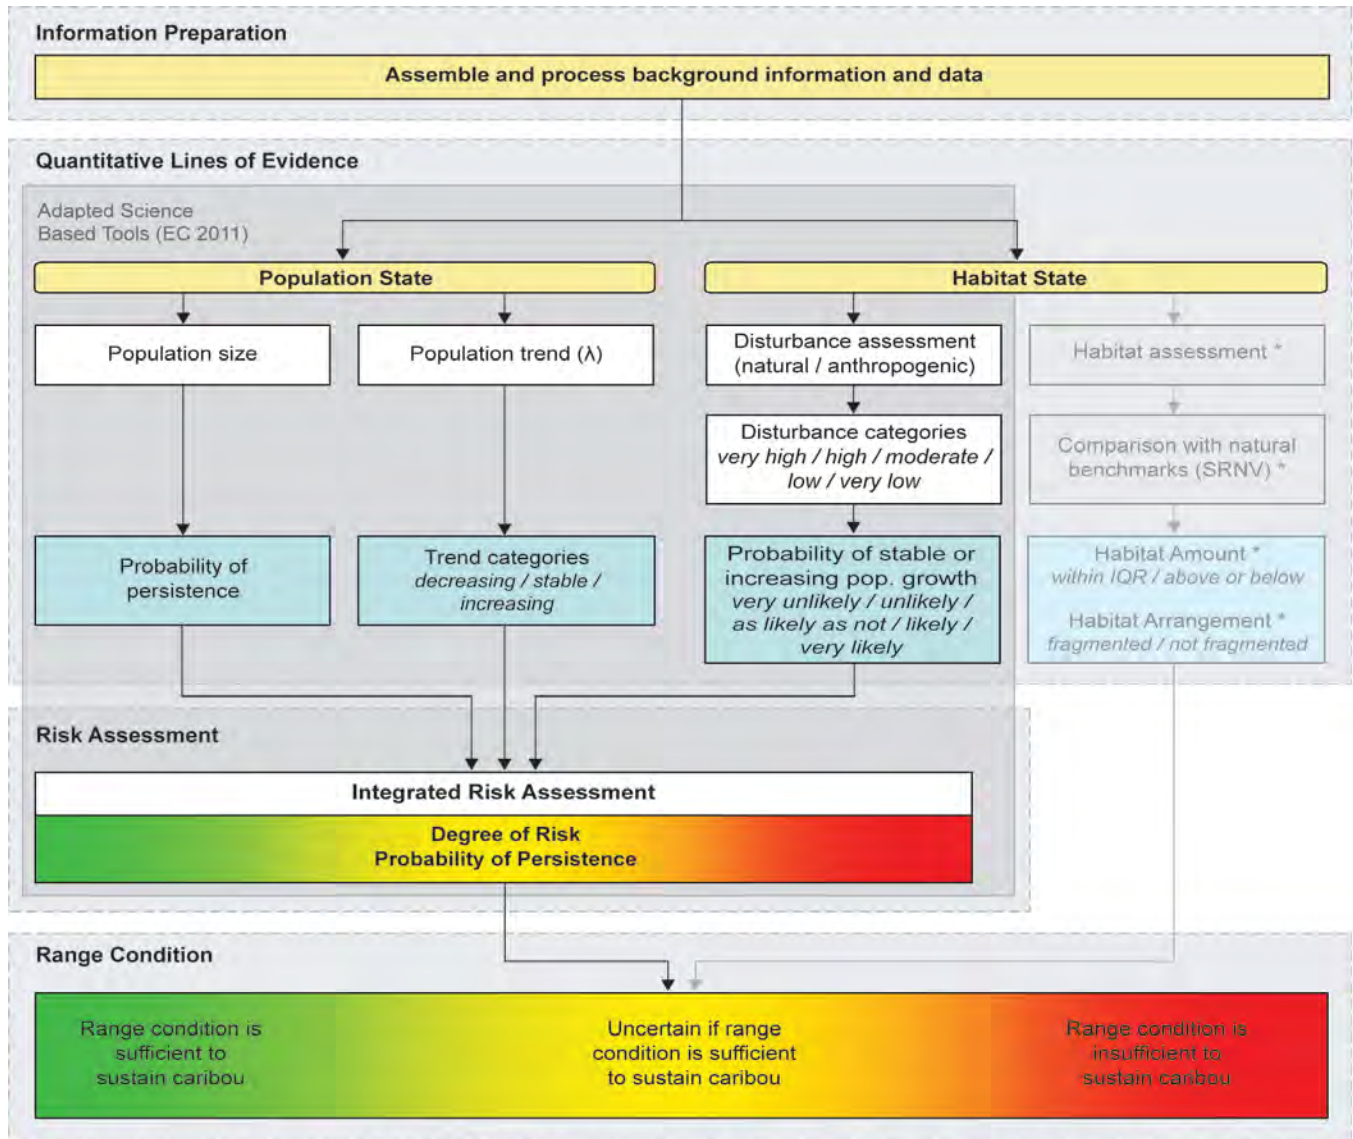 Information Preparation
Assemble and process background information and data
Quantitative Lines of Evidence
Adapted Science
Based Tools (EC 2011)
Population State
Habitat State
Population size
Population trend (λ)
Disturbance assessment
(natural / anthropogenic)
Habitat assessment *
Disturbance categories
very high / high / moderate /
low / very low
Comparison with natural
benchmarks (SRNV) *
Probability of
persistence
Trend categories
decreasing / stable /
increasing
Probability of stable or
increasing pop. growth
very unlikely / unlikely /
as likely as not / likely /
very likely
Habitat Amount *
within IQR / above or below
Habitat Arrangement *
fragmented / not fragmented
Risk Assessment
Integrated Risk Assessment
Degree of Risk
Probability of Persistence
Range Condition
Range condition is
sufficient to
sustain caribou
Uncertain if range
condition is sufficient
to sustain caribou
Range condition is
insufficient to
sustain caribou